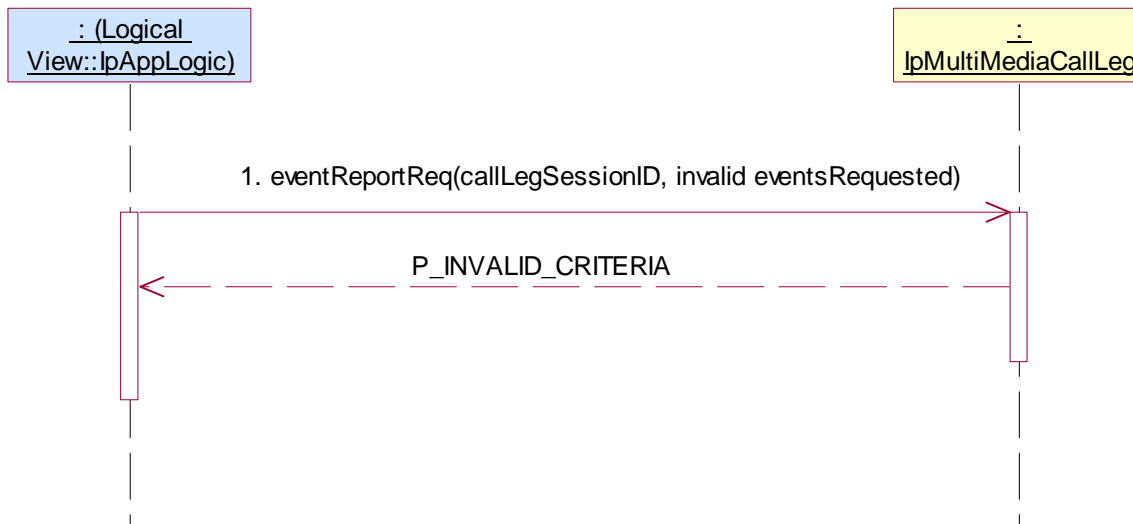 : (Logical
View::IpAppLogic)
:
IpMultiMediaCallLeg
1. eventReportReq(callLegSessionID, invalid eventsRequested)
P_INVALID_CRITERIA